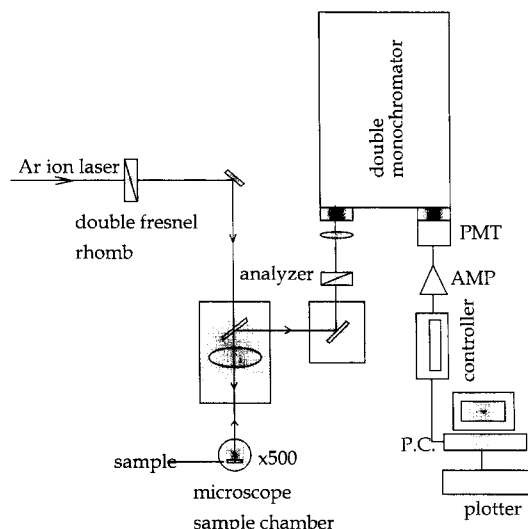 double
monochromator
Ar ion laser
double fresnel
rhomb
PMT
analyzer
AMP
controller
P.C.
sample
x500
microscope
sample chamber
plotter